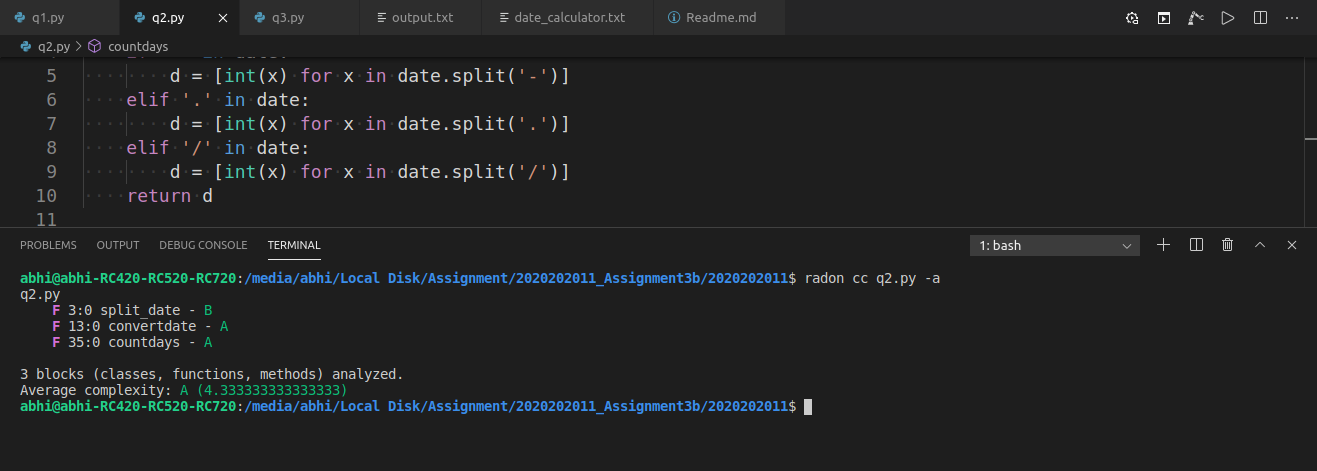 q1.py q2.py q3.py output.txt date_calculator.txt Readme.md
q2.py > countdays
5 d = [int(x) for x in date.split('-')]
6 elif '.' in date:
7 d = [int(x) for x in date.split('.')]
8 elif '/' in date:
9 d = [int(x) for x in date.split('/')]
10 return d
11
PROBLEMS OUTPUT DEBUG CONSOLE TERMINAL 1: bash
abhi@abhi-RC420-RC520-RC720:/media/abhi/Local Disk/Assignment/2020202011_Assignment3b/2020202011$ radon cc q2.py -a
q2.py
F 3:0 split_date - B
F 13:0 convertdate - A
F 35:0 countdays - A
3 blocks (classes, functions, methods) analyzed.
Average complexity: A (4.333333333333333)
abhi@abhi-RC420-RC520-RC720:/media/abhi/Local Disk/Assignment/2020202011_Assignment3b/2020202011$